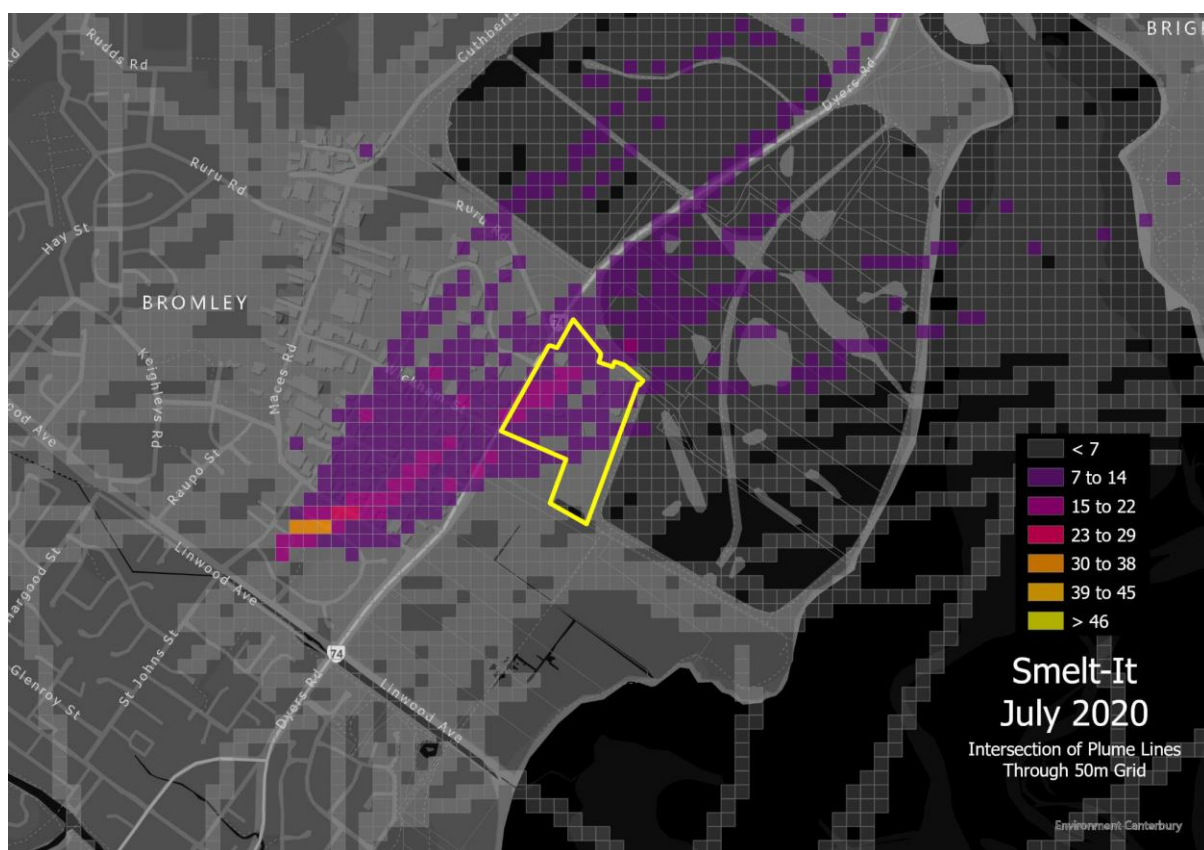 Rudds Rd
Cuthberts
BRIGH
Dyers Rd
Ruru Rd
Ruru Rd
Hay St
74
BROMLEY
Keighleys Rd
Maces Rd
Raupo St
Linwood Ave
St Johns St
74
Glenroy St
Dyers Rd
Linwood Ave
< 7
7 to 14
15 to 22
23 to 29
30 to 38
39 to 45
> 46
Smelt-It
July 2020
Intersection of Plume Lines
Through 50m Grid
Environment Canterbury